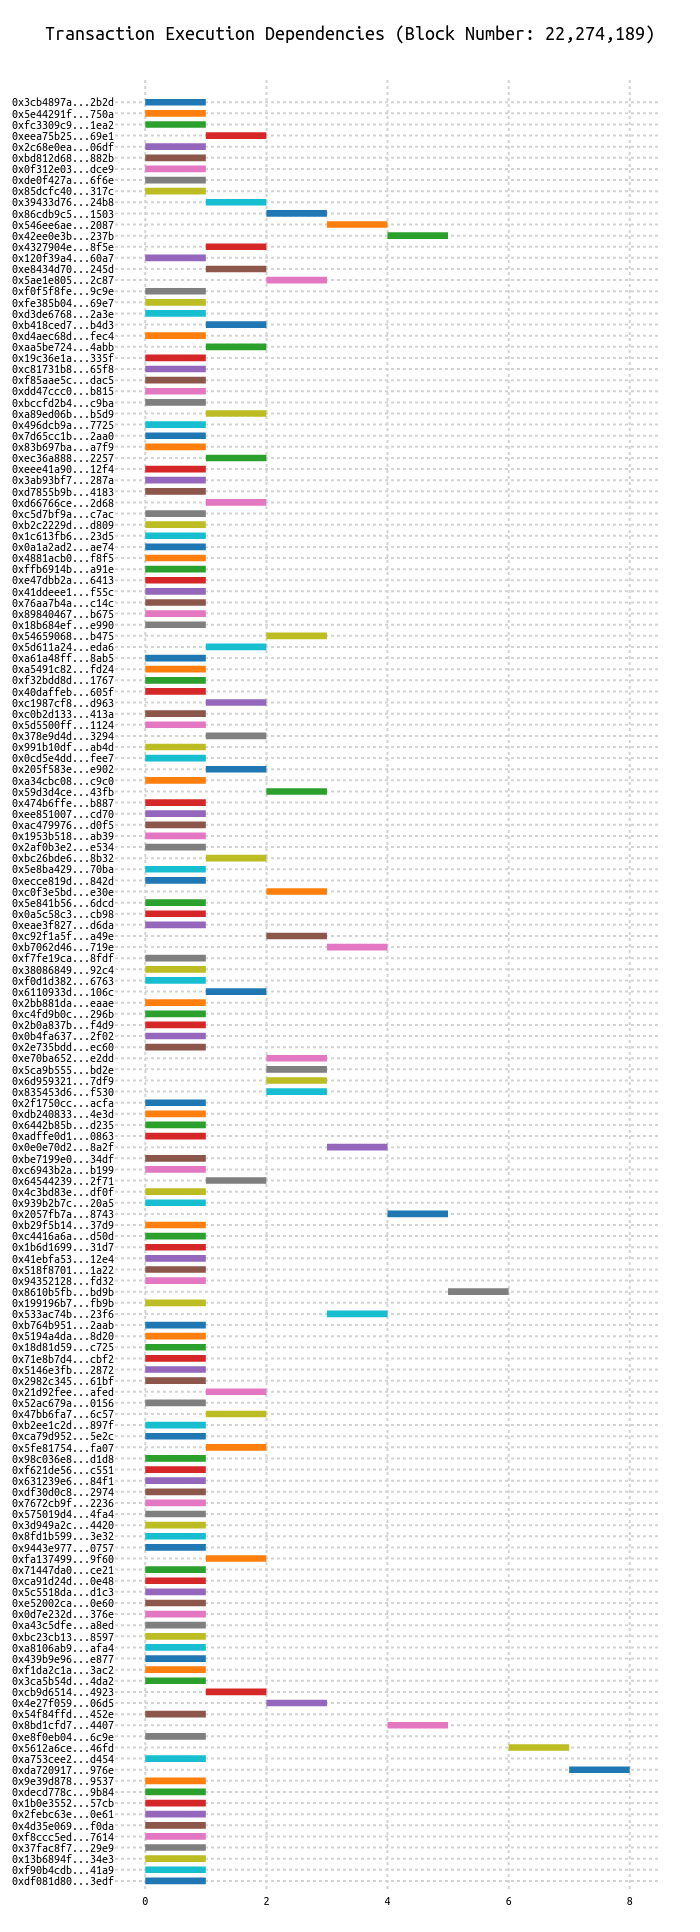 Transaction Execution Dependencies (Block Number: 22,274,189)
0x3cb4897a...2b2d
0x5e44291f...750a
0xfc3309c9...1ea2
0xeea75b25...69e1
0x2c68e0ea...06df
0xbd812d68...882b
0x0f312e03...dce9
0xde0f427a...6f6e
0x85dcfc40...317c
0x39433d76...24b8
0x86cdb9c5...1503
0x546ee6ae...2087
0x42ee0e3b...237b
0x4327904e...8f5e
0x120f39a4...60a7
0xe8434d70...245d
0x5ae1e805...2c87
0xf0f5f8fe...9c9e
0xfe385b04...69e7
0xd3de6768...2a3e
0xb418ced7...b4d3
0xd4aec68d...fec4
0xaa5be724...4abb
0x19c36e1a...335f
0xc81731b8...65f8
0xf85aae5c...dac5
0xdd47ccc0...b815
0xbccfd2b4...c9ba
0xa89ed06b...b5d9
0x496dcb9a...7725
0x7d65cc1b...2aa0
0x83b697ba...a7f9
0xec36a888...2257
0xeee41a90...12f4
0x3ab93bf7...287a
0xd7855b9b...4183
0xd66766ce...2d68
0xc5d7bf9a...c7ac
0xb2c2229d...d809
0x1c613fb6...23d5
0x0a1a2ad2...ae74
0x4881acb0...f8f5
0xffb6914b...a91e
0xe47dbb2a...6413
0x41ddeee1...f55c
0x76aa7b4a...c14c
0x89840467...b675
0x18b684ef...e990
0x54659068...b475
0x5d611a24...eda6
0xa61a48ff...8ab5
0xa5491c82...fd24
0xf32bdd8d...1767
0x40daffeb...605f
0xc1987cf8...d963
0xc0b2d133...413a
0x5d5500ff...1124
0x378e9d4d...3294
0x991b10df...ab4d
0x0cd5e4dd...fee7
0x205f583e...e902
0xa34cbc08...c9c0
0x59d3d4ce...43fb
0x474b6ffe...b887
0xee851007...cd70
0xac479976...d0f5
0x1953b518...ab39
0x2af0b3e2...e534
0xbc26bde6...8b32
0x5e8ba429...70ba
0xecce819d...842d
0xc0f3e5bd...e30e
0x5e841b56...6dcd
0x0a5c58c3...cb98
0xeae3f827...d6da
0xc92f1a5f...a49e
0xb7062d46...719e
0xf7fe19ca...8fdf
0x38086849...92c4
0xf0d1d382...6763
0x6110933d...106c
0x2bb881da...eaae
0xc4fd9b0c...296b
0x2b0a837b...f4d9
0x0b4fa637...2f02
0x2e735bdd...ec60
0xe70ba652...e2dd
0x5ca9b555...bd2e
0x6d959321...7df9
0x835453d6...f530
0x2f1750cc...acfa
0xdb240833...4e3d
0x6442b85b...d235
0xadffe0d1...0863
0x0e0e70d2...8a2f
0xbe7199e0...34df
0xc6943b2a...b199
0x64544239...2f71
0x4c3bd83e...df0f
0x939b2b7c...20a5
0x2057fb7a...8743
0xb29f5b14...37d9
0xc4416a6a...d50d
0x1b6d1699...31d7
0x41ebfa53...12e4
0x518f8701...1a22
0x94352128...fd32
0x8610b5fb...bd9b
0x199196b7...fb9b
0x533ac74b...23f6
0xb764b951...2aab
0x5194a4da...8d20
0x18d81d59...c725
0x71e8b7d4...cbf2
0x5146e3fb...2872
0x2982c345...61bf
0x21d92fee...afed
0x52ac679a...0156
0x47bb6fa7...6c57
0xb2ee1c2d...897f
0xca79d952...5e2c
0x5fe81754...fa07
0x98c036e8...d1d8
0xf621de56...c551
0x631239e6...84f1
0xdf30d0c8...2974
0x7672cb9f...2236
0x575019d4...4fa4
0x3d949a2c...4420
0x8fd1b599...3e32
0x9443e977...0757
0xfa137499...9f60
0x71447da0...ce21
0xca91d24d...0e48
0x5c5518da...d1c3
0xe52002ca...0e60
0x0d7e232d...376e
0xa43c5dfe...a8ed
0xbc23cb13...8597
0xa8106ab9...afa4
0x439b9e96...e877
0xf1da2c1a...3ac2
0x3ca5b54d...4da2
0xcb9d6514...4923
0x4e27f059...06d5
0x54f84ffd...452e
0x8bd1cfd7...4407
0xe8f0eb04...6c9e
0x5612a6ce...46fd
0xa753cee2...d454
0xda720917...976e
0x9e39d878...9537
0xdecd778c...9b84
0x1b0e3552...57cb
0x2febc63e...0e61
0x4d35e069...f0da
0xf8ccc5ed...7614
0x37fac8f7...29e9
0x13b6894f...34e3
0xf90b4cdb...41a9
0xdf081d80...3edf
0 2 4 6 8